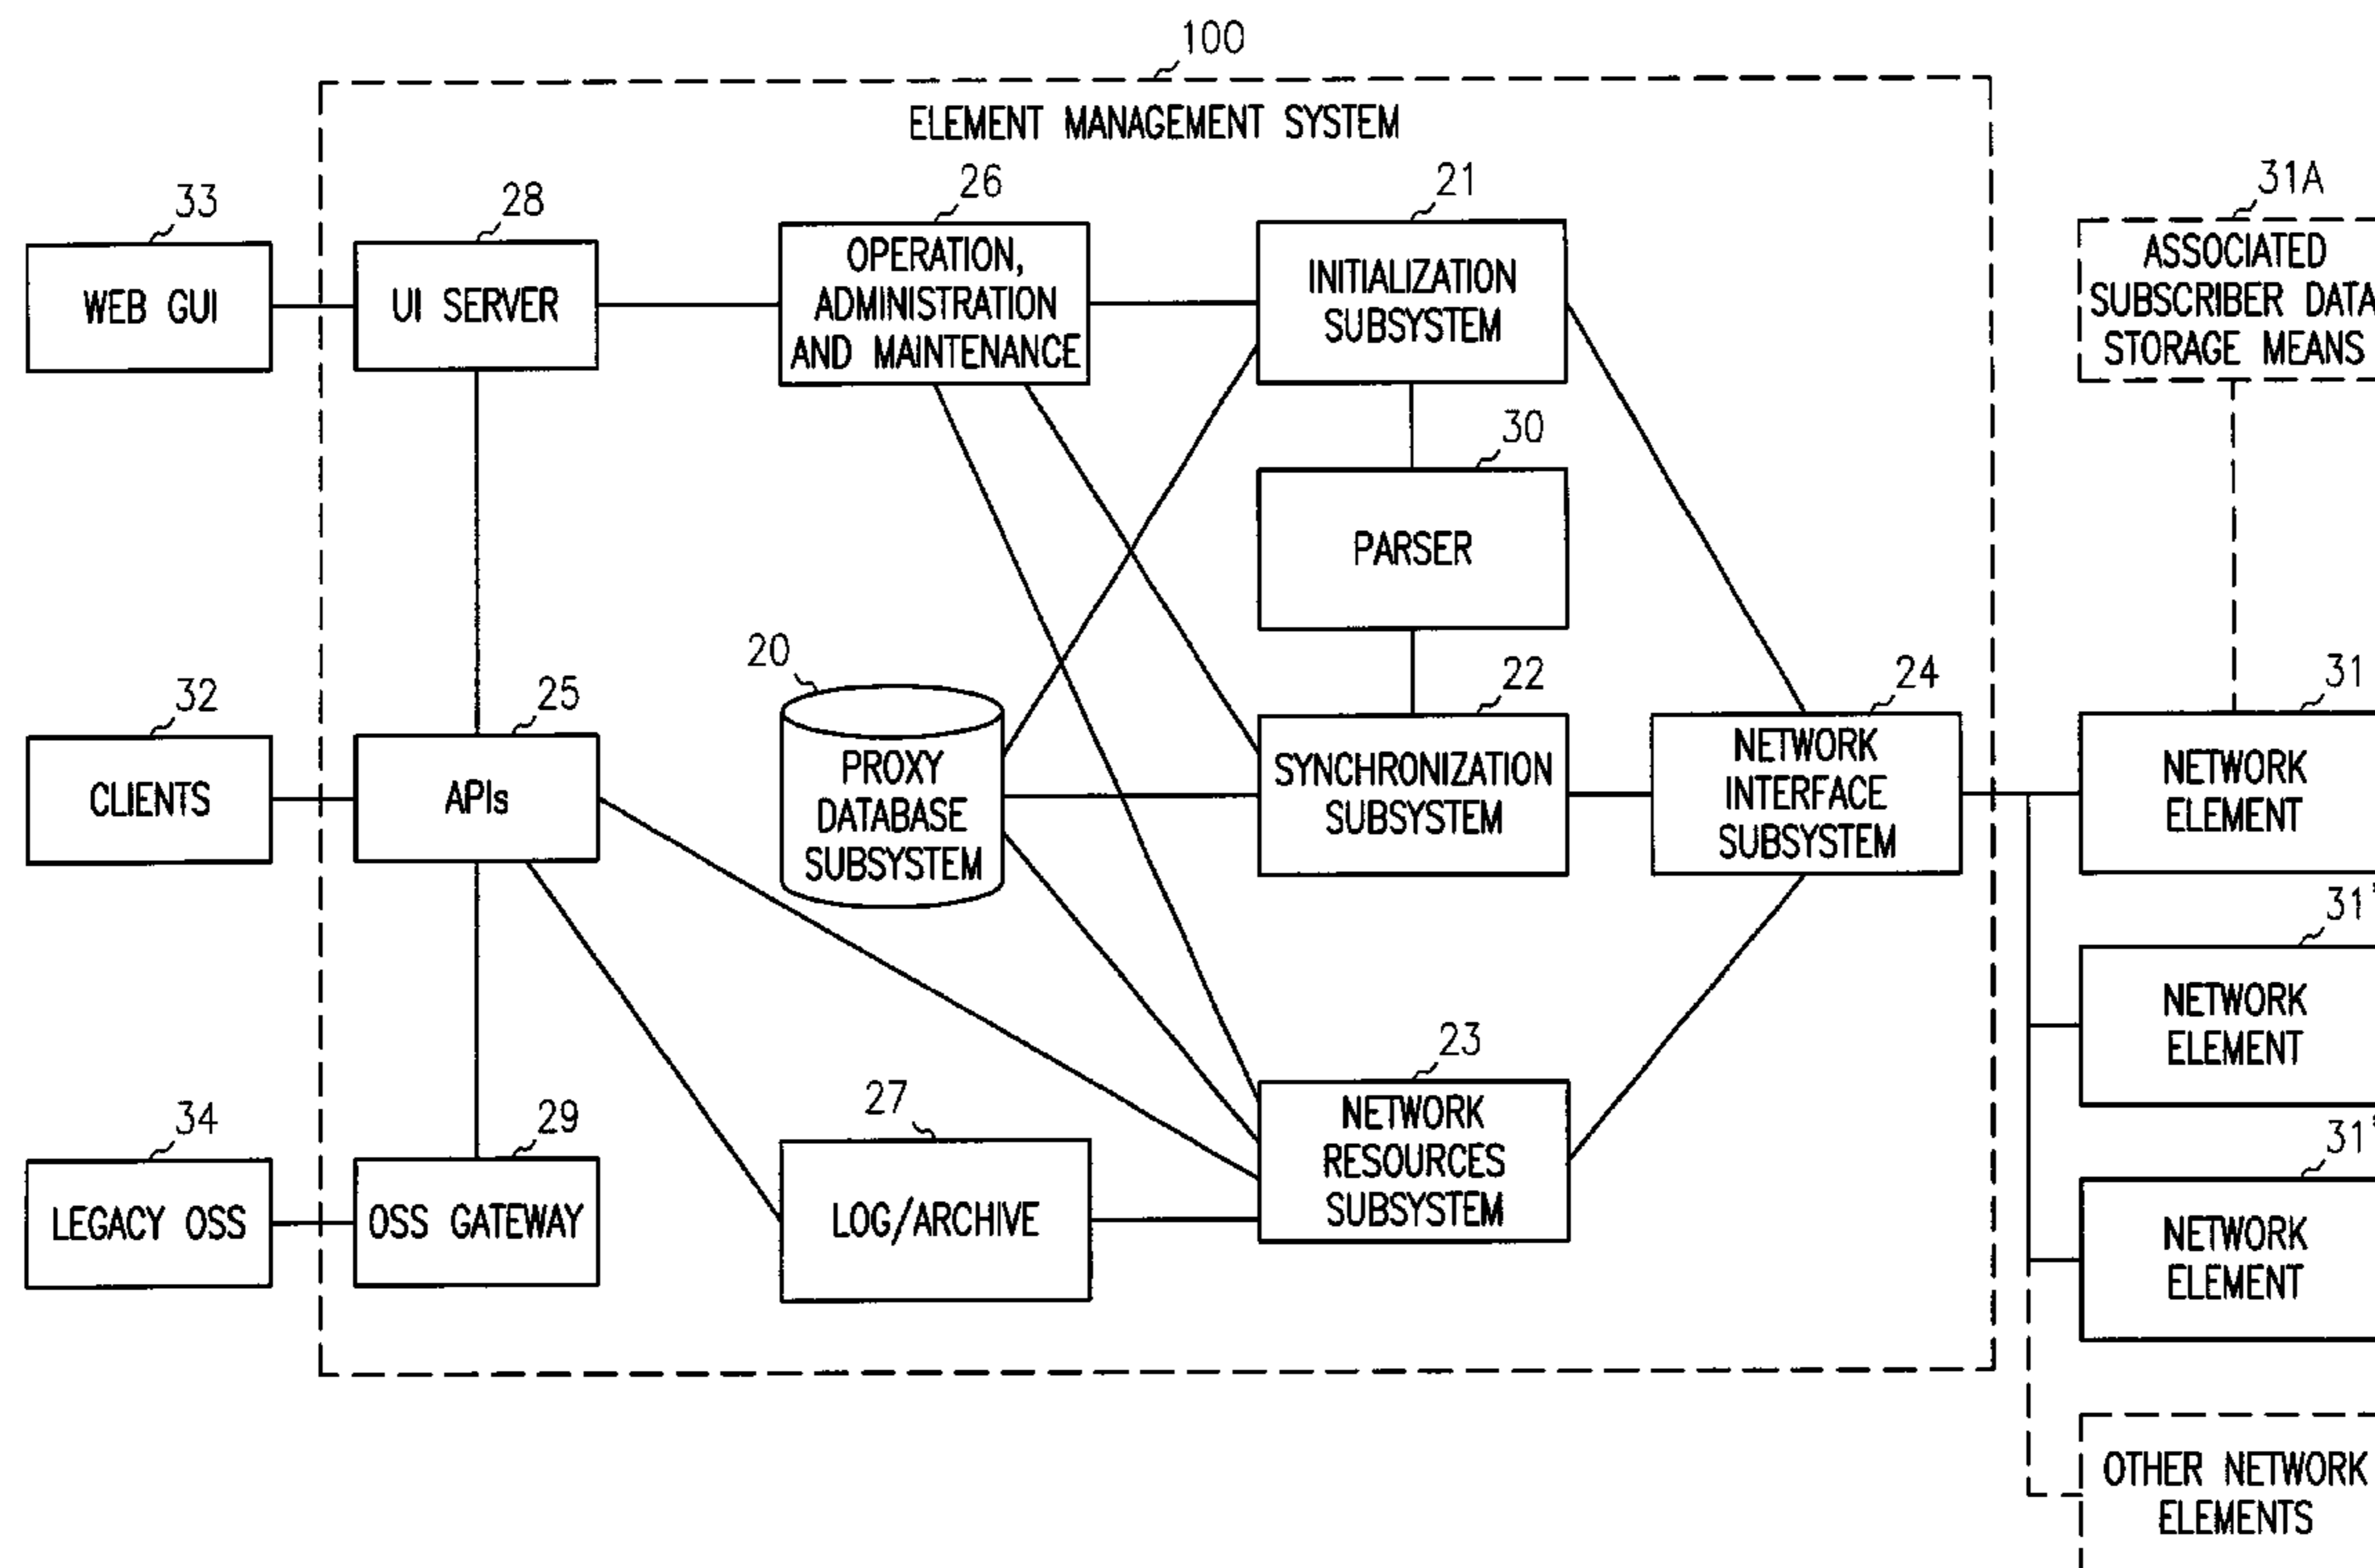 100
ELEMENT MANAGEMENT SYSTEM
33
WEB GUI
28
UI SERVER
26
OPERATION,
ADMINISTRATION
AND MAINTENANCE
21
INITIALIZATION
SUBSYSTEM
31A
ASSOCIATED
SUBSCRIBER DATA
STORAGE MEANS
30
PARSER
32
CLIENTS
25
APIs
20
PROXY
DATABASE
SUBSYSTEM
22
SYNCHRONIZATION
SUBSYSTEM
24
NETWORK
INTERFACE
SUBSYSTEM
31
NETWORK
ELEMENT
31'
NETWORK
ELEMENT
34
LEGACY OSS
29
OSS GATEWAY
27
LOG/ARCHIVE
23
NETWORK
RESOURCES
SUBSYSTEM
NETWORK
ELEMENT
OTHER NETWORK
ELEMENTS